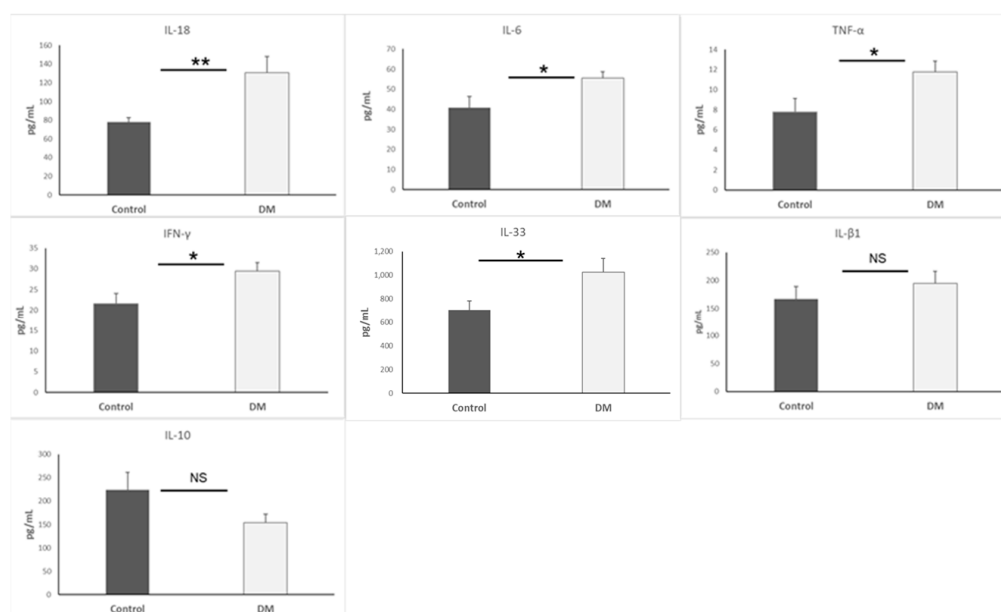 IL-18
160
140
120
100
80
60
40
20
0
pg/mL
**
Control DM
IL-6
70
60
50
40
30
20
10
0
pg/mL
*
Control DM
TNF-α
14
12
10
8
6
4
2
0
pg/mL
*
Control DM
IFN-γ
35
30
25
20
15
10
5
0
pg/mL
*
Control DM
IL-33
1,200
1,000
800
600
400
200
0
pg/mL
*
Control DM
IL-β1
250
200
150
100
50
0
pg/mL
NS
Control DM
IL-10
300
250
200
150
100
50
0
pg/mL
NS
Control DM